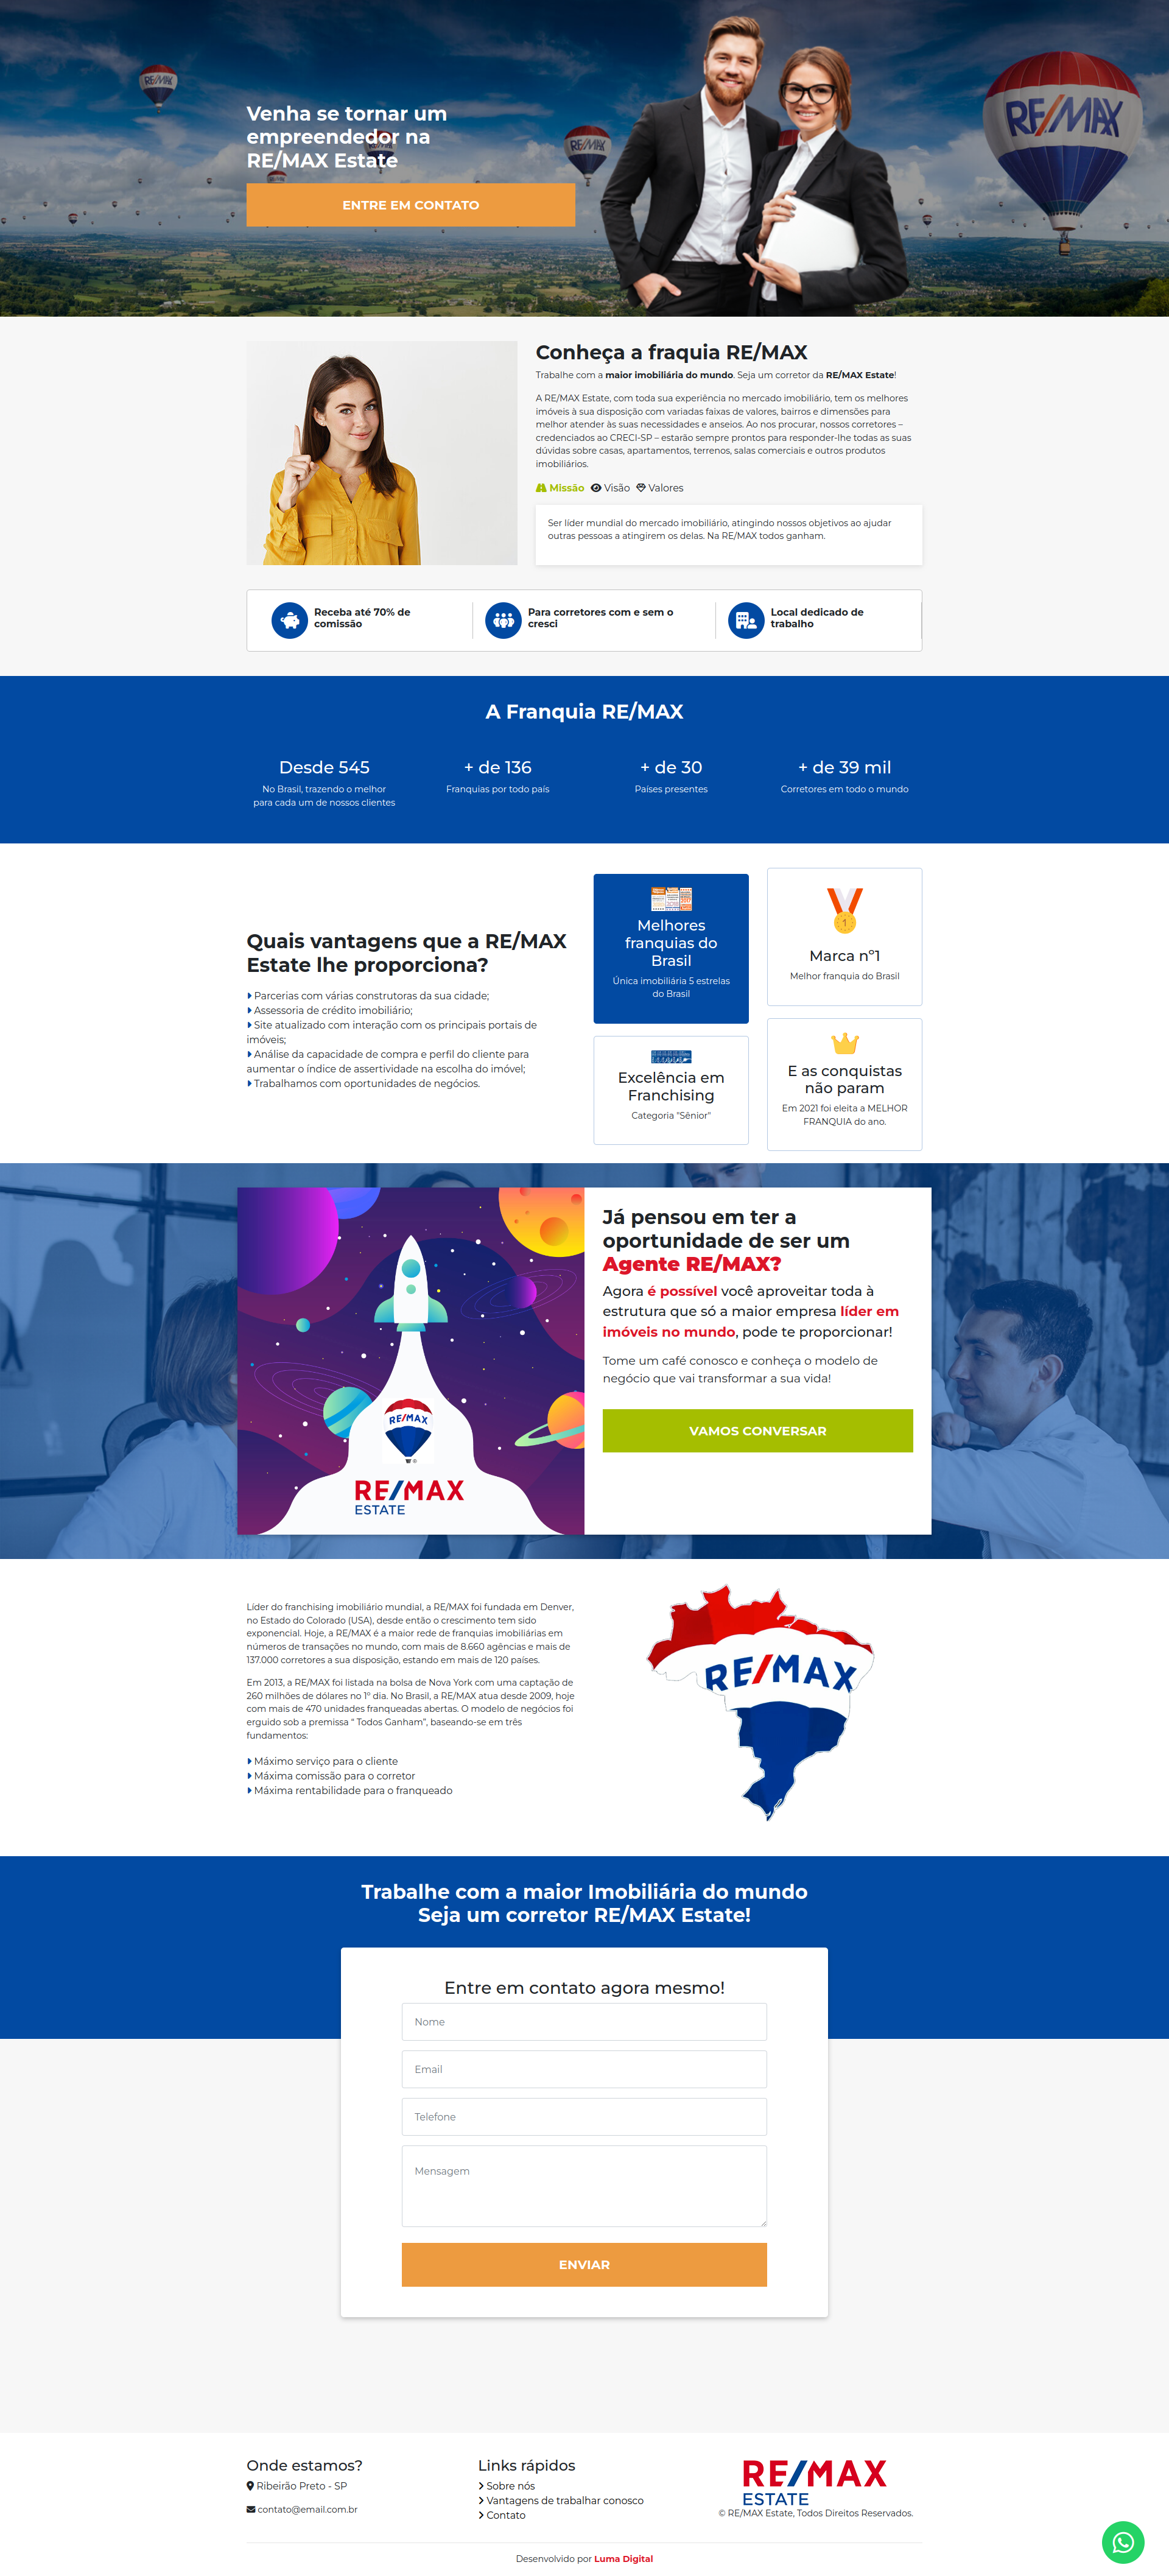 RE/MAX
RE/MAX
RE/MAX
Venha se tornar um
empreendedor na
RE/MAX Estate
ENTRE EM CONTATO
Conheça a fraquia RE/MAX
Trabalhe com a maior imobiliária do mundo. Seja um corretor da RE/MAX Estate!
A RE/MAX Estate, com toda sua experiência no mercado imobiliário, tem os melhores
imóveis à sua disposição com variadas faixas de valores, bairros e dimensões para
melhor atender às suas necessidades e anseios. Ao nos procurar, nossos corretores –
credenciados ao CRECI-SP – estarão sempre prontos para responder-lhe todas as suas
dúvidas sobre casas, apartamentos, terrenos, salas comerciais e outros produtos
imobiliários.
Missão Visão Valores
Ser líder mundial do mercado imobiliário, atingindo nossos objetivos ao ajudar
outras pessoas a atingirem os delas. Na RE/MAX todos ganham.
Receba até 70% de
comissão
Para corretores com e sem o
cresci
Local dedicado de
trabalho
A Franquia RE/MAX
Desde 545
No Brasil, trazendo o melhor
para cada um de nossos clientes
+ de 136
Franquias por todo país
+ de 30
Países presentes
+ de 39 mil
Corretores em todo o mundo
Quais vantagens que a RE/MAX
Estate lhe proporciona?
Parcerias com várias construtoras da sua cidade;
Assessoria de crédito imobiliário;
Site atualizado com interação com os principais portais de
imóveis;
Análise da capacidade de compra e perfil do cliente para
aumentar o índice de assertividade na escolha do imóvel;
Trabalhamos com oportunidades de negócios.
Melhores
franquias do
Brasil
Única imobiliária 5 estrelas
do Brasil
1
Marca nº1
Melhor franquia do Brasil
Excelência em
Franchising
Categoria "Sênior"
E as conquistas
não param
Em 2021 foi eleita a MELHOR
FRANQUIA do ano.
RE/MAX
RE/MAX
ESTATE
Já pensou em ter a
oportunidade de ser um
Agente RE/MAX?
Agora é possível você aproveitar toda à
estrutura que só a maior empresa líder em
imóveis no mundo, pode te proporcionar!
Tome um café conosco e conheça o modelo de
negócio que vai transformar a sua vida!
VAMOS CONVERSAR
Líder do franchising imobiliário mundial, a RE/MAX foi fundada em Denver,
no Estado do Colorado (USA), desde então o crescimento tem sido
exponencial. Hoje, a RE/MAX é a maior rede de franquias imobiliárias em
números de transações no mundo, com mais de 8.660 agências e mais de
137.000 corretores a sua disposição, estando em mais de 120 países.
Em 2013, a RE/MAX foi listada na bolsa de Nova York com uma captação de
260 milhões de dólares no 1º dia. No Brasil, a RE/MAX atua desde 2009, hoje
com mais de 470 unidades franqueadas abertas. O modelo de negócios foi
erguido sob a premissa “ Todos Ganham”, baseando-se em três
fundamentos:
Máximo serviço para o cliente
Máxima comissão para o corretor
Máxima rentabilidade para o franqueado
RE/MAX
Trabalhe com a maior Imobiliária do mundo
Seja um corretor RE/MAX Estate!
Entre em contato agora mesmo!
Nome
Email
Telefone
Mensagem
ENVIAR
Onde estamos?
Ribeirão Preto - SP
contato@email.com.br
Links rápidos
Sobre nós
Vantagens de trabalhar conosco
Contato
RE/MAX
ESTATE
© RE/MAX Estate, Todos Direitos Reservados.
Desenvolvido por Luma Digital